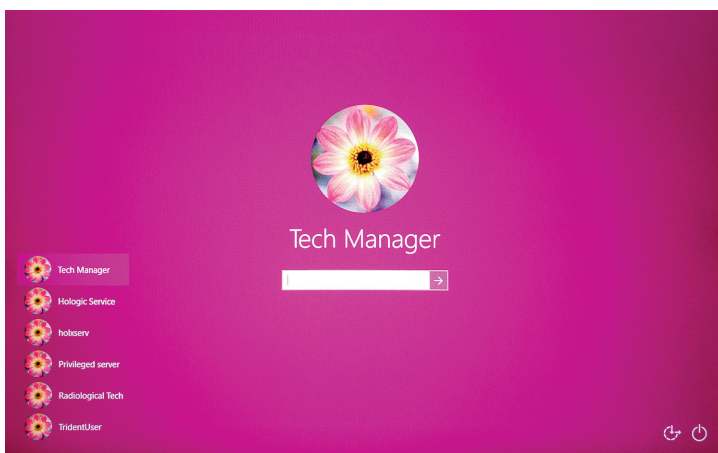 Tech Manager
Tech Manager
Hologic Service
holxserv
Privileged server
Radiological Tech
TridentUser